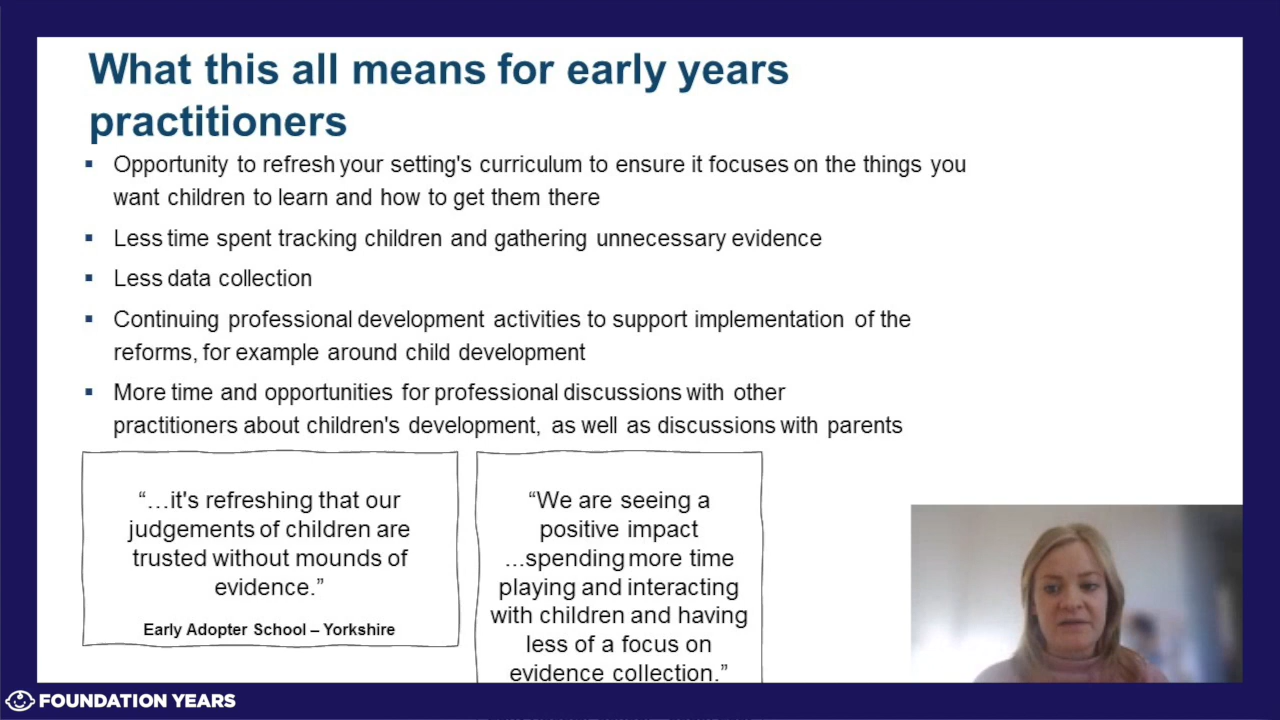 What this all means for early years
practitioners
Opportunity to refresh your setting's curriculum to ensure it focuses on the things you
want children to learn and how to get them there
Less time spent tracking children and gathering unnecessary evidence
Less data collection
Continuing professional development activities to support implementation of the
reforms, for example around child development
More time and opportunities for professional discussions with other
practitioners about children's development, as well as discussions with parents
“…it's refreshing that our
judgements of children are
trusted without mounds of
evidence.”
Early Adopter School – Yorkshire
“We are seeing a
positive impact
…spending more time
playing and interacting
with children and having
less of a focus on
evidence collection.”
FOUNDATION YEARS